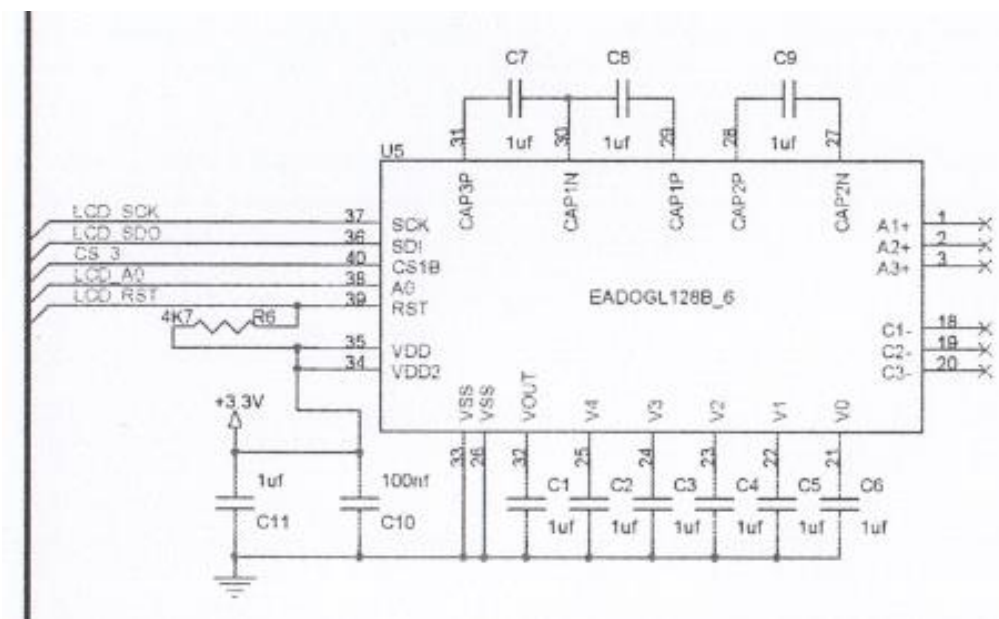 C7 C8 C9
31 1uf 30 1uf 29 28 1uf 27
U5
CAP3P CAP1N CAP1P CAP2P CAP2N
LCD_SCK 37 SCK A1+ 1
LCD_SDO 36 SDI A2+ 2
CS_3 40 CS1B A3+ 3
LCD_A0 38 A0
LCD_RST 39 RST
EADOGL128B_6
4K7 R6
C1- 18
35 VDD C2- 19
34 VDD2 C3- 20
+3,3V
VSS VSS VOUT V4 V3 V2 V1 V0
33 26 32 25 24 23 22 21
1uf 100nf C1 C2 C3 C4 C5 C6
C11 C10 1uf 1uf 1uf 1uf 1uf 1uf